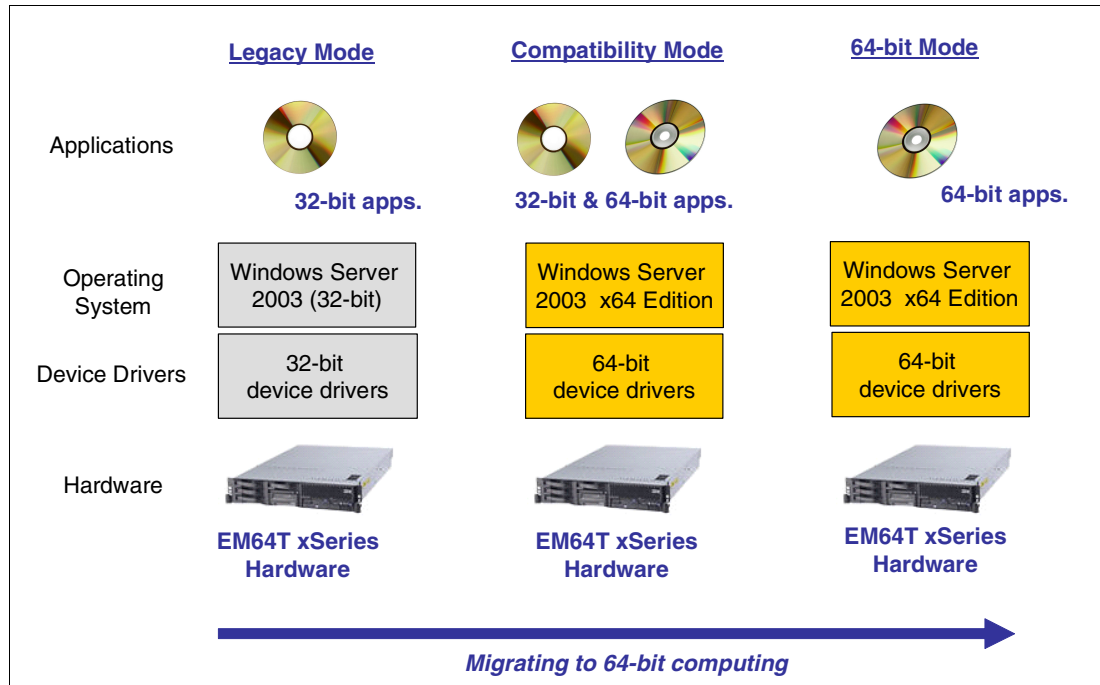 Legacy Mode
Compatibility Mode
64-bit Mode
Applications
32-bit apps.
32-bit & 64-bit apps.
64-bit apps.
Operating
System
Windows Server
2003 (32-bit)
Windows Server
2003 x64 Edition
Windows Server
2003 x64 Edition
Device Drivers
32-bit
device drivers
64-bit
device drivers
64-bit
device drivers
Hardware
EM64T xSeries
Hardware
EM64T xSeries
Hardware
EM64T xSeries
Hardware
Migrating to 64-bit computing